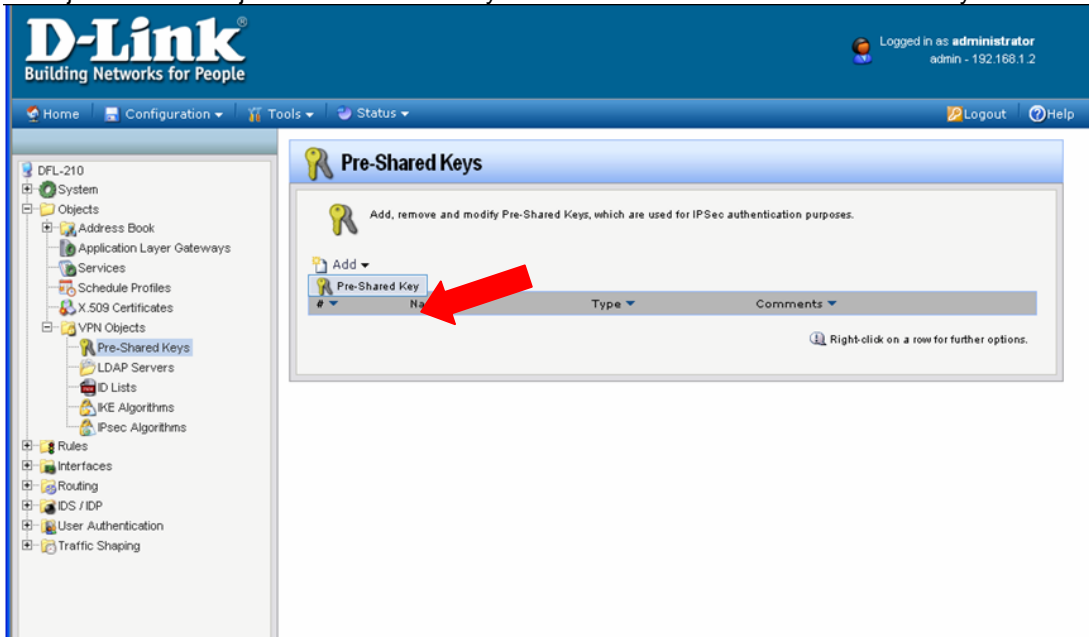 D-Link®
Building Networks for People
Logged in as administrator
admin - 192.168.1.2
Home Configuration Tools Status Logout Help
Pre-Shared Keys
DFL-210
System
Objects
Address Book
Application Layer Gateways
Services
Schedule Profiles
X.509 Certificates
VPN Objects
Pre-Shared Keys
LDAP Servers
ID Lists
IKE Algorithms
IPsec Algorithms
Rules
Interfaces
Routing
IDS / IDP
User Authentication
Traffic Shaping
Add, remove and modify Pre-Shared Keys, which are used for IPSec authentication purposes.
Add
Pre-Shared Key
# Type Comments
Right-click on a row for further options.